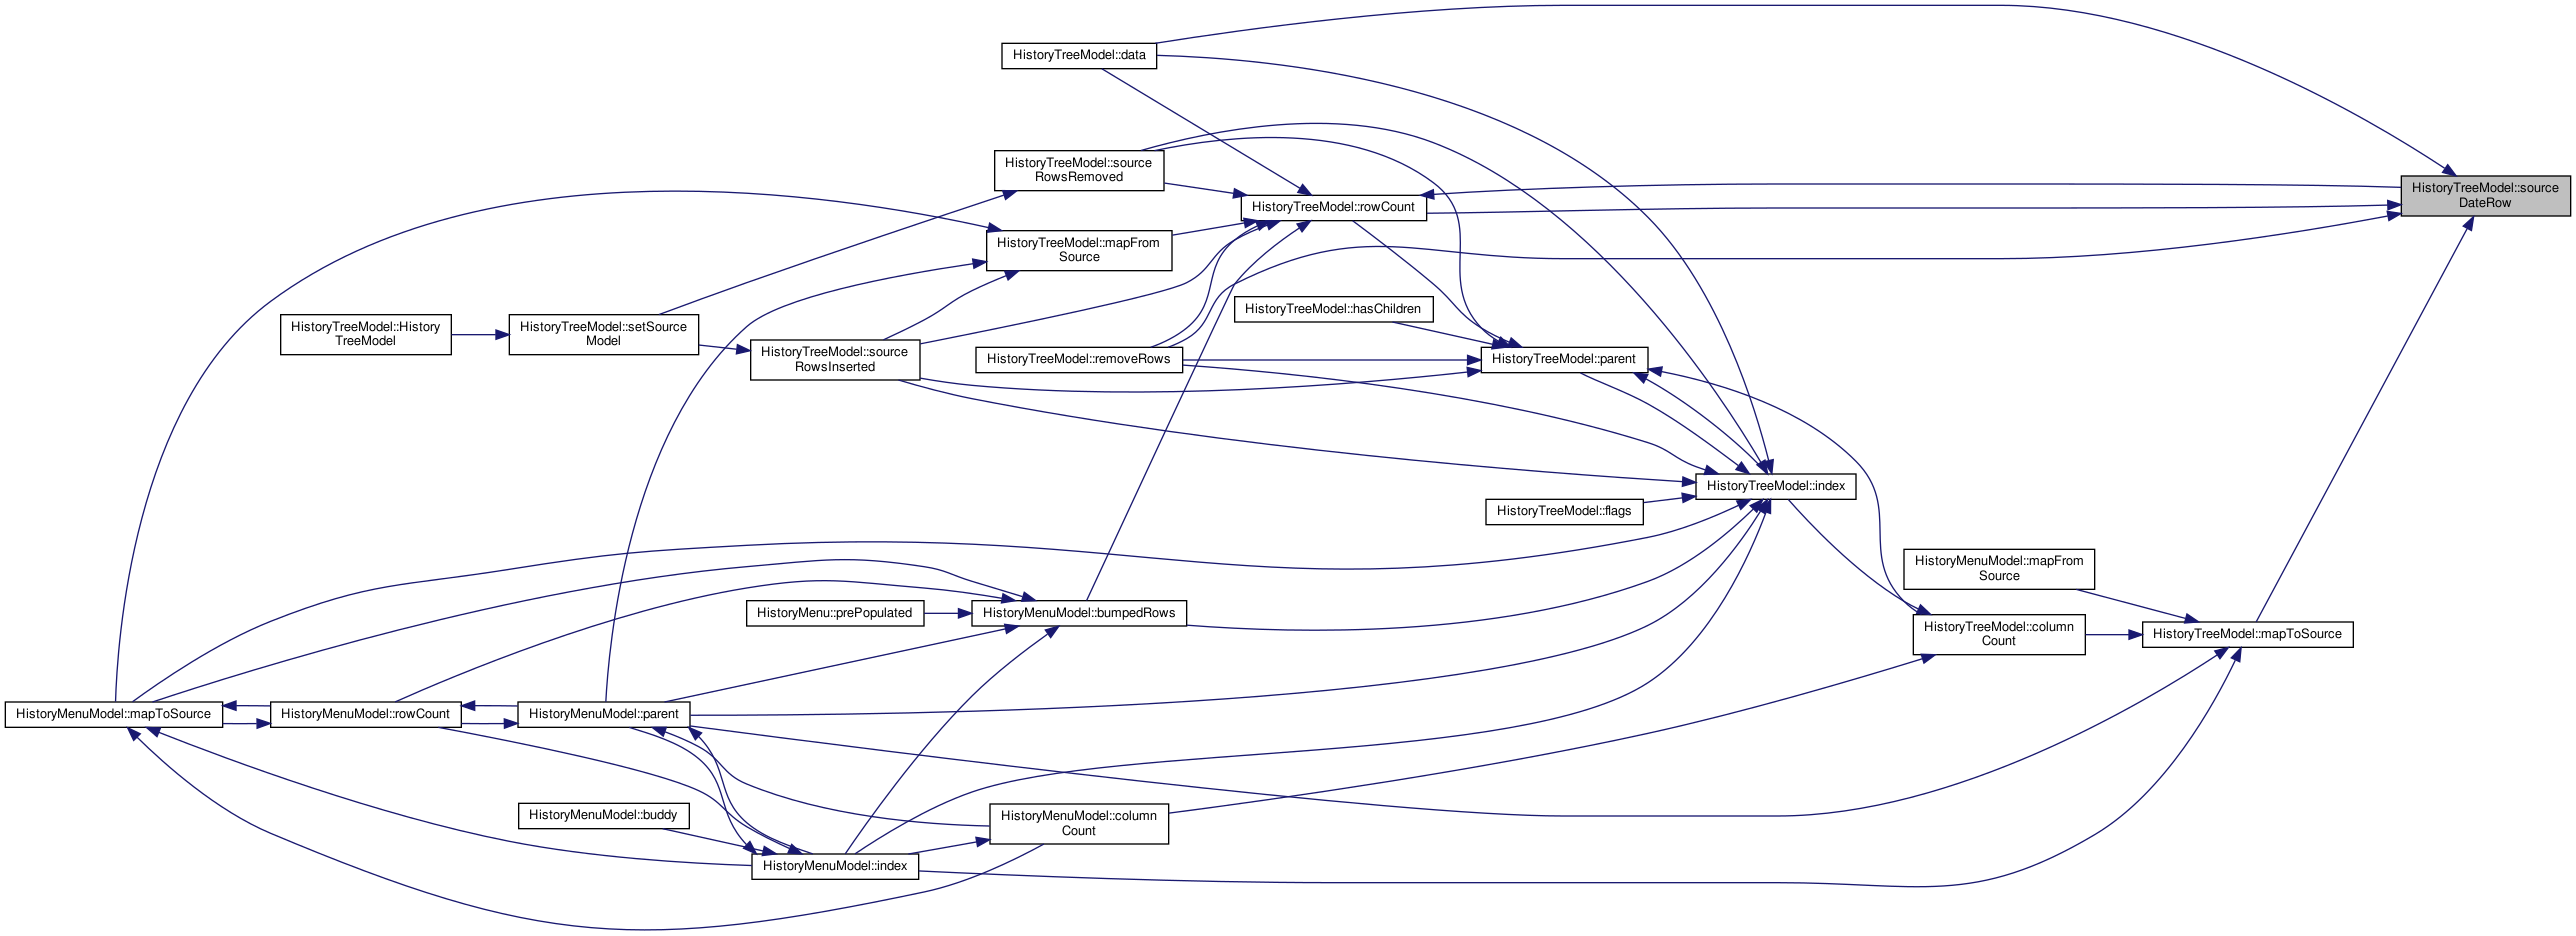 HistoryTreeModel::data
HistoryTreeModel::source
RowsRemoved
HistoryTreeModel::source
DateRow
HistoryTreeModel::rowCount
HistoryTreeModel::mapFrom
Source
HistoryTreeModel::hasChildren
HistoryTreeModel::History
TreeModel
HistoryTreeModel::setSource
Model
HistoryTreeModel::source
RowsInserted
HistoryTreeModel::removeRows
HistoryTreeModel::parent
HistoryTreeModel::index
HistoryTreeModel::flags
HistoryMenuModel::mapFrom
Source
HistoryMenu::prePopulated
HistoryMenuModel::bumpedRows
HistoryTreeModel::column
Count
HistoryTreeModel::mapToSource
HistoryMenuModel::mapToSource
HistoryMenuModel::rowCount
HistoryMenuModel::parent
HistoryMenuModel::buddy
HistoryMenuModel::column
Count
HistoryMenuModel::index